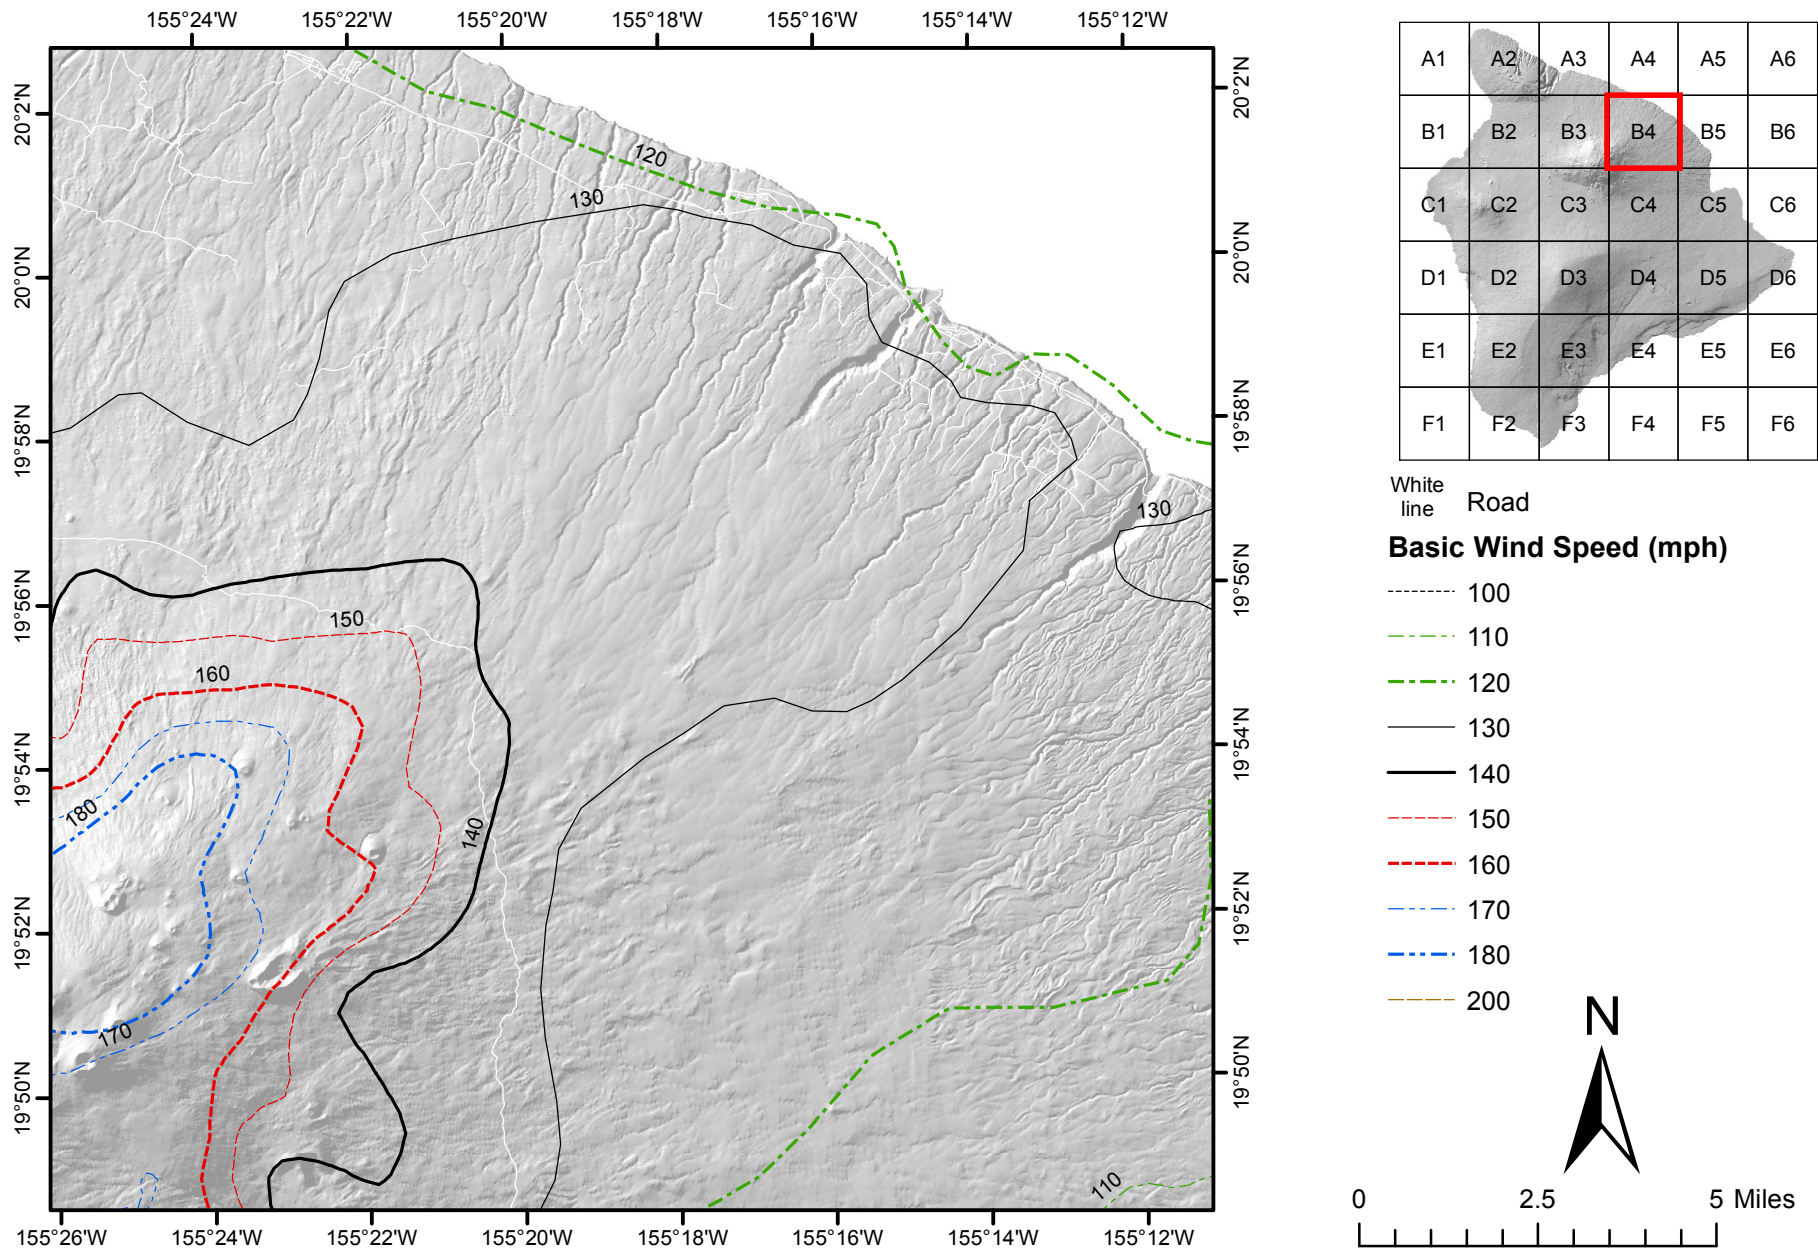 155°24'W 155°22'W 155°20'W 155°18'W 155°16'W 155°14'W 155°12'W
20°2'N
20°0'N
19°58'N
19°56'N
19°54'N
19°52'N
19°50'N
120
130
130
150
160
180
140
170
110
20°2'N
20°0'N
19°58'N
19°56'N
19°54'N
19°52'N
19°50'N
155°26'W 155°24'W 155°22'W 155°20'W 155°18'W 155°16'W 155°14'W 155°12'W
A1 A2 A3 A4 A5 A6
B1 B2 B3 B4 B5 B6
C1 C2 C3 C4 C5 C6
D1 D2 D3 D4 D5 D6
E1 E2 E3 E4 E5 E6
F1 F2 F3 F4 F5 F6
White
line
Road
Basic Wind Speed (mph)
100
110
120
130
140
150
160
170
180
200
N
0 2.5 5 Miles